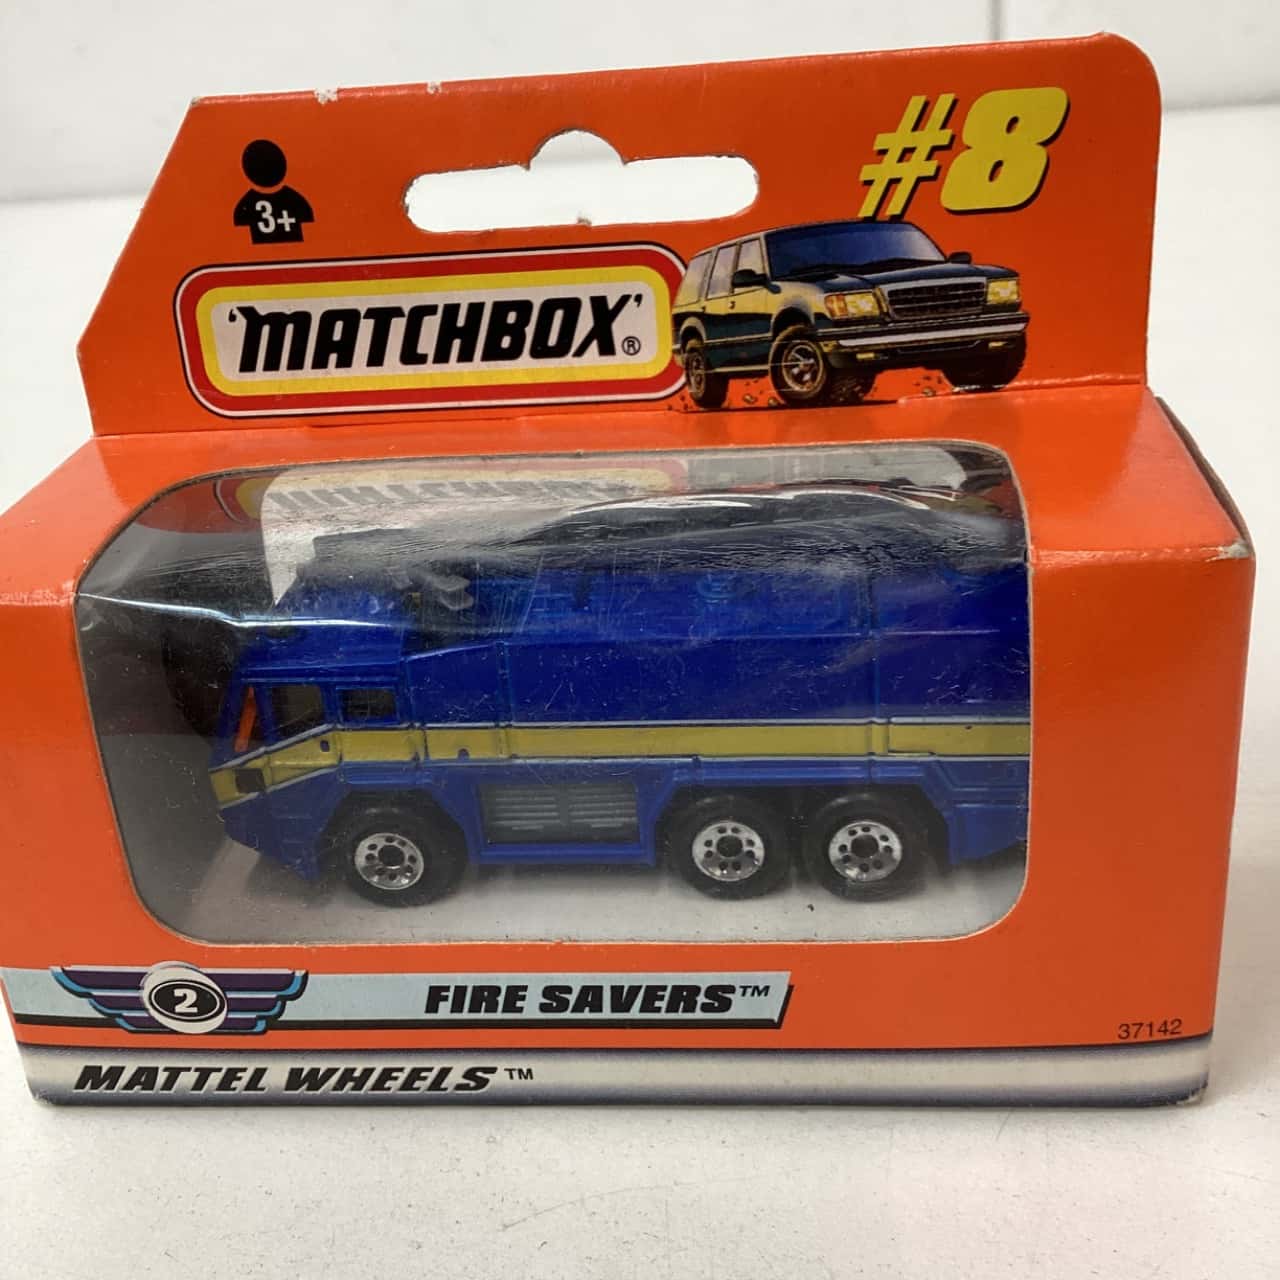 #8
3+
'MATCHBOX'®
2
FIRE SAVERS™
37142
MATTEL WHEELS™